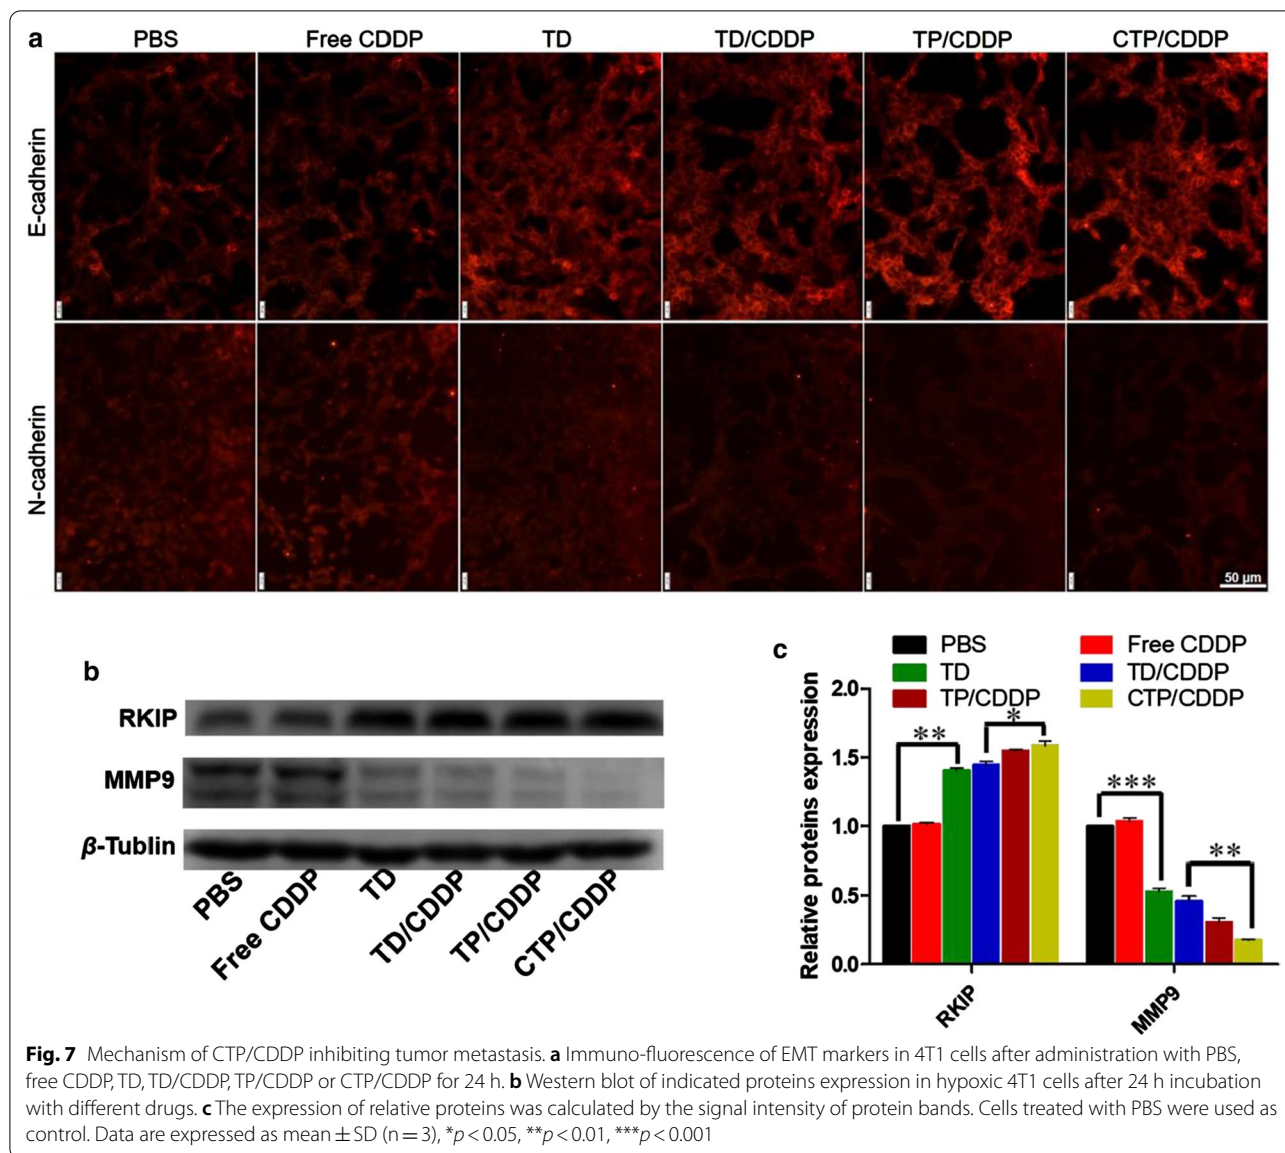 a
PBS Free CDDP TD TD/CDDP TP/CDDP CTP/CDDP
E-cadherin
N-cadherin
50 µm
b
RKIP
MMP9
β-Tublin
PBS Free CDDP TD TD/CDDP TP/CDDP CTP/CDDP
c
PBS Free CDDP
TD TD/CDDP
TP/CDDP CTP/CDDP
Relative proteins expression
2.0
1.5
1.0
0.5
0.0
** *
*** **
RKIP MMP9
Fig. 7 Mechanism of CTP/CDDP inhibiting tumor metastasis. a Immuno-fluorescence of EMT markers in 4T1 cells after administration with PBS,
free CDDP, TD, TD/CDDP, TP/CDDP or CTP/CDDP for 24 h. b Western blot of indicated proteins expression in hypoxic 4T1 cells after 24 h incubation
with different drugs. c The expression of relative proteins was calculated by the signal intensity of protein bands. Cells treated with PBS were used as
control. Data are expressed as mean ± SD (n = 3), *p < 0.05, **p < 0.01, ***p < 0.001